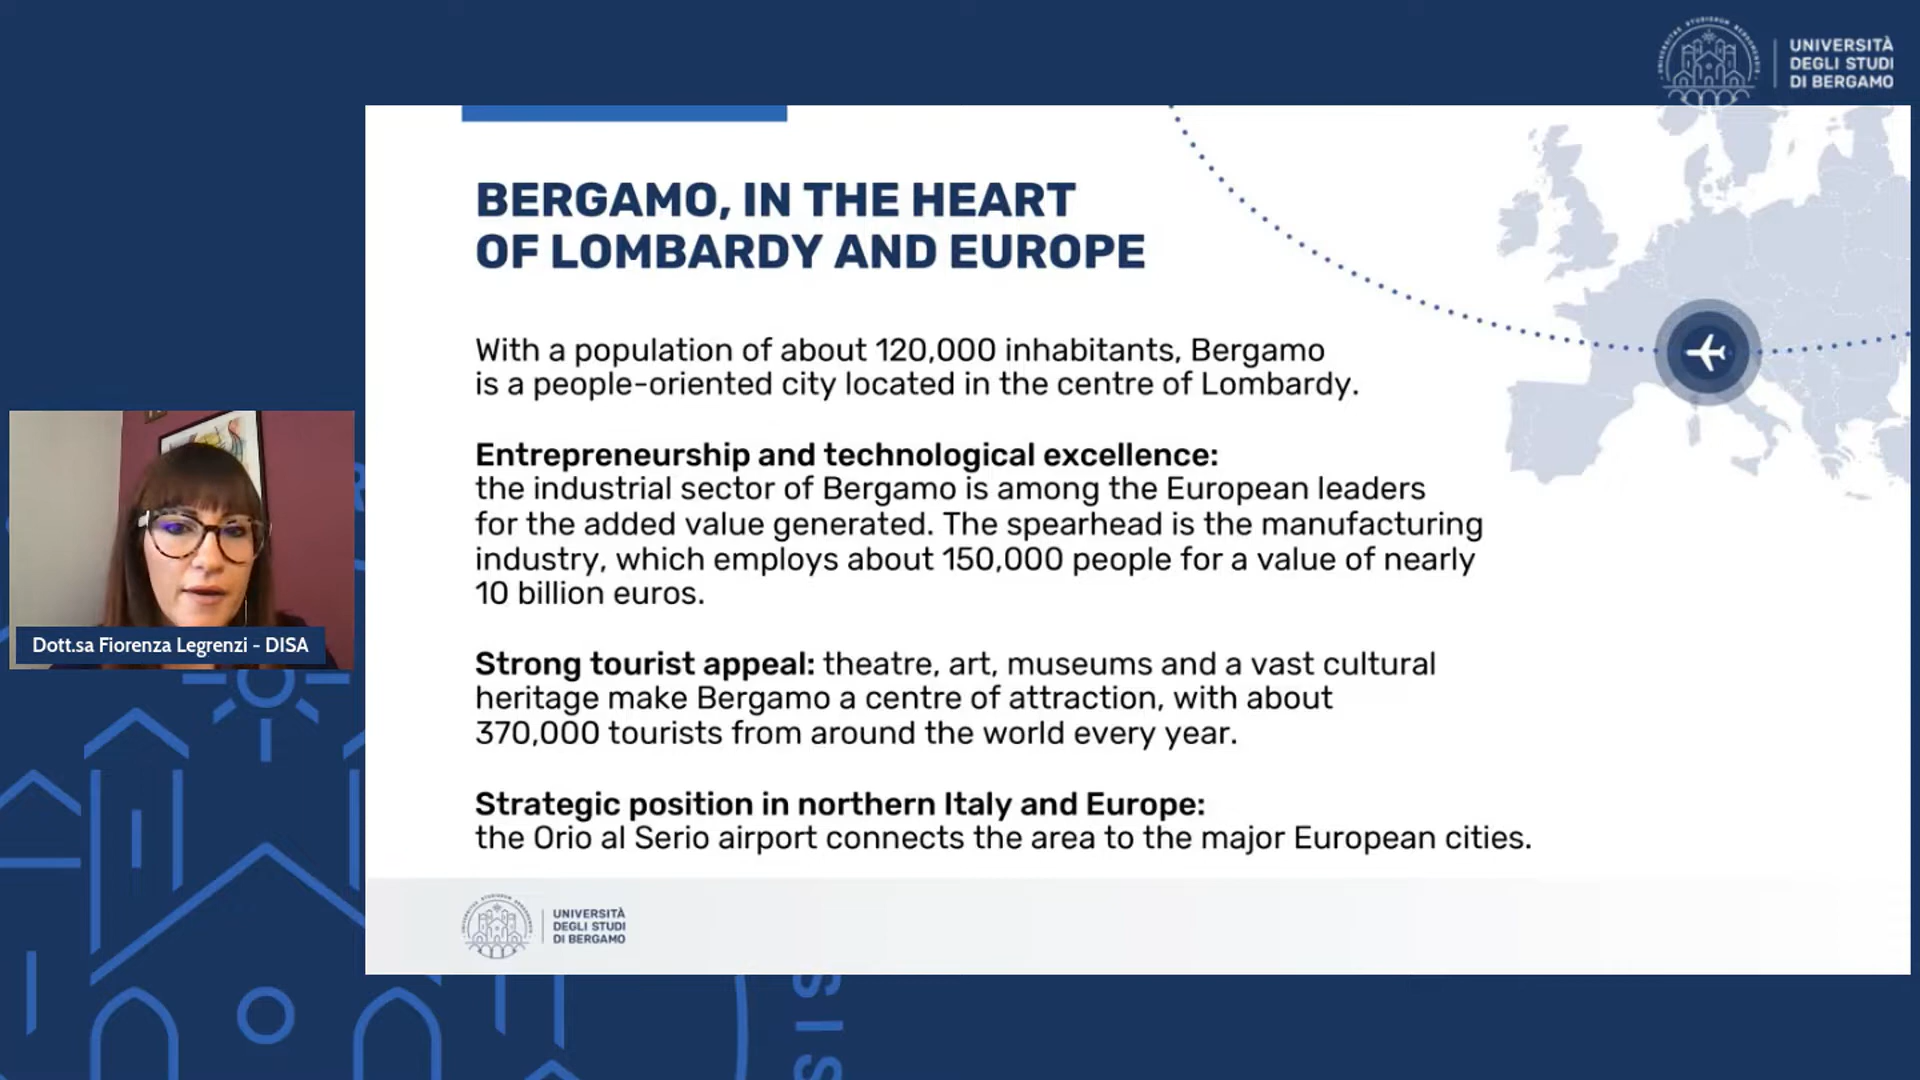 UNIVERSITÀ
DEGLI STUDI
DI BERGAMO
BERGAMO, IN THE HEART
OF LOMBARDY AND EUROPE
With a population of about 120,000 inhabitants, Bergamo
is a people-oriented city located in the centre of Lombardy.
Entrepreneurship and technological excellence:
the industrial sector of Bergamo is among the European leaders
for the added value generated. The spearhead is the manufacturing
industry, which employs about 150,000 people for a value of nearly
10 billion euros.
Strong tourist appeal: theatre, art, museums and a vast cultural
heritage make Bergamo a centre of attraction, with about
370,000 tourists from around the world every year.
Strategic position in northern Italy and Europe:
the Orio al Serio airport connects the area to the major European cities.
Dott.sa Fiorenza Legrenzi - DISA
UNIVERSITÀ
DEGLI STUDI
DI BERGAMO